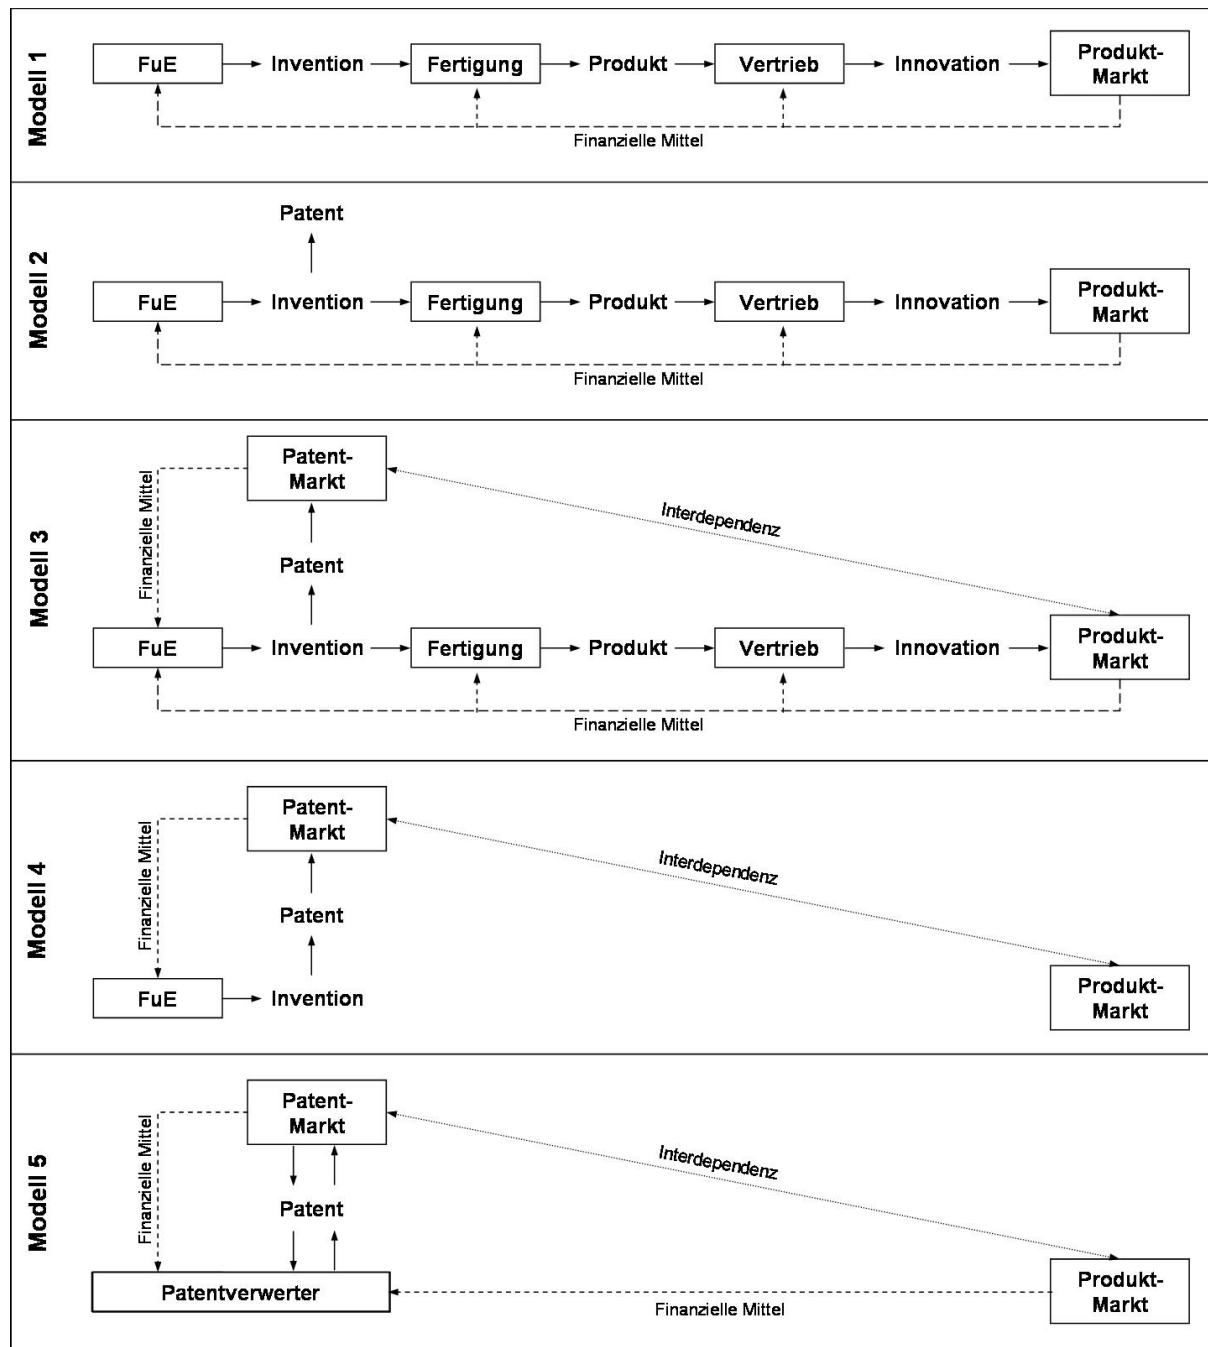 Modell 1
FuE
Invention
Fertigung
Produkt
Vertrieb
Innovation
Produkt-
Markt
Finanzielle Mittel
Modell 2
Patent
FuE
Invention
Fertigung
Produkt
Vertrieb
Innovation
Produkt-
Markt
Finanzielle Mittel
Modell 3
Patent-
Markt
Finanzielle Mittel
Interdependenz
Patent
FuE
Invention
Fertigung
Produkt
Vertrieb
Innovation
Produkt-
Markt
Finanzielle Mittel
Modell 4
Patent-
Markt
Finanzielle Mittel
Interdependenz
Patent
FuE
Invention
Produkt-
Markt
Modell 5
Patent-
Markt
Finanzielle Mittel
Interdependenz
Patent
Patentverwerter
Produkt-
Markt
Finanzielle Mittel